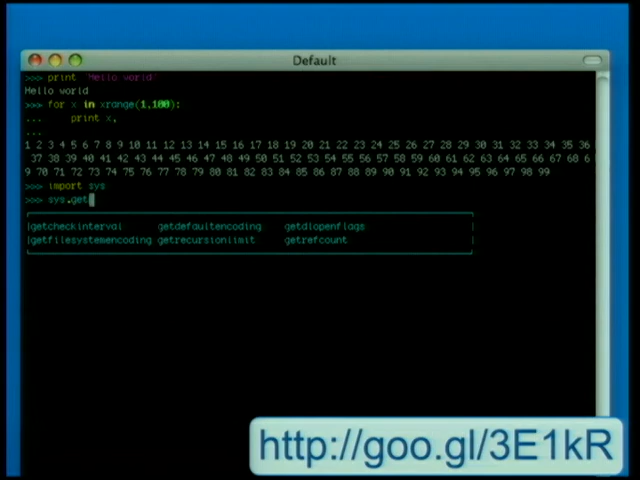 Default
>>> print "Hello world"
Hello world
>>> for x in xrange(1,100):
...     print x,
...
1 2 3 4 5 6 7 8 9 10 11 12 13 14 15 16 17 18 19 20 21 22 23 24 25 26 27 28 29 30 31 32 33 34 35 36
37 38 39 40 41 42 43 44 45 46 47 48 49 50 51 52 53 54 55 56 57 58 59 60 61 62 63 64 65 66 67 68 6
9 70 71 72 73 74 75 76 77 78 79 80 81 82 83 84 85 86 87 88 89 90 91 92 93 94 95 96 97 98 99
>>> import sys
>>> sys.get
getcheckinterval getdefaultencoding getdlopenflags
getfilesystemencoding getrecursionlimit getrefcount
http://goo.gl/3E1kR